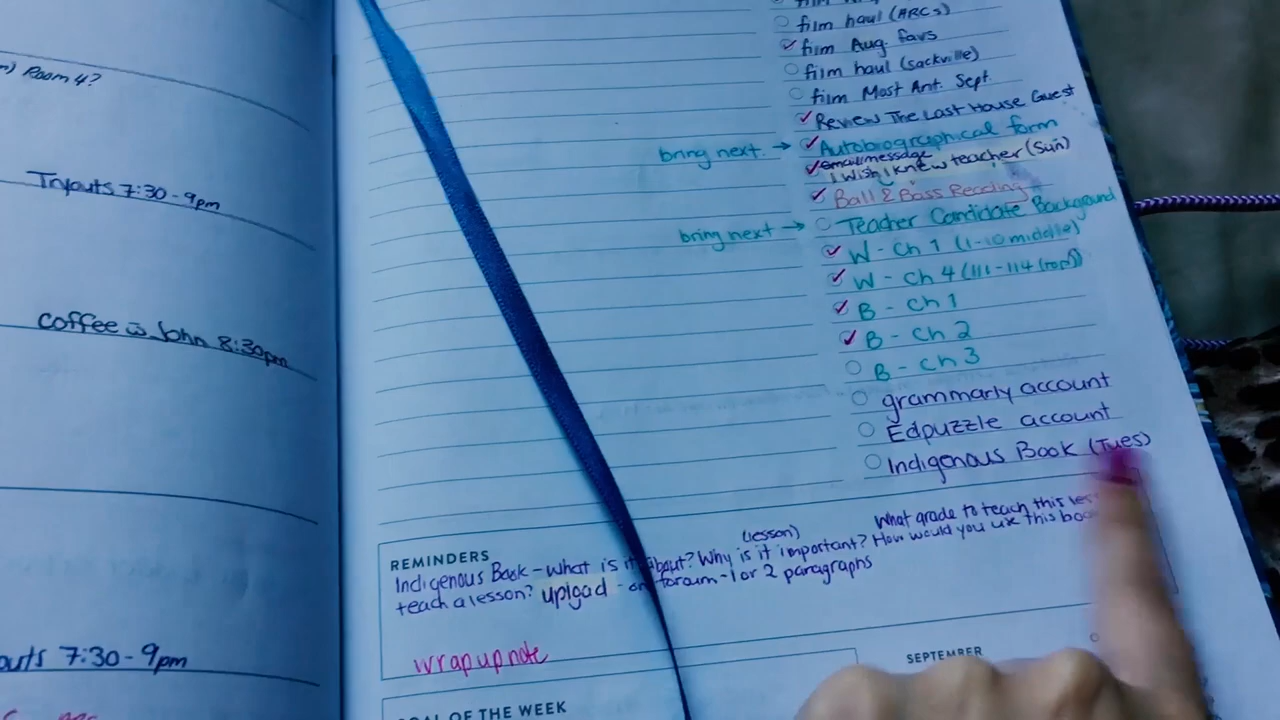 Room 4?
Tryouts 7:30-9pm
coffee w John 8:30pm
7:30-9pm
film haul (ARCs)
film Aug. favs
film haul (sackville)
film Most Ant. Sept.
Review The Last House Guest
bring next → Autobiographical form
email/message
I wish I knew teacher (Sun)
Ball & Bass Reading
bring next → Teacher Candidate Background
W - Ch 1 (1-10 middle)
W - Ch 4 (111-114 (top))
B - Ch 1
B - Ch 2
B - Ch 3
grammarly account
Edpuzzle account
Indigenous Book (Tues)
REMINDERS
(lesson) What grade to teach this
Indigenous Book - what is it about? Why is it important? How would you use this
teach a lesson? upload - on forum - 1 or 2 paragraphs
wrap up note
SEPTEMBER
OF THE WEEK